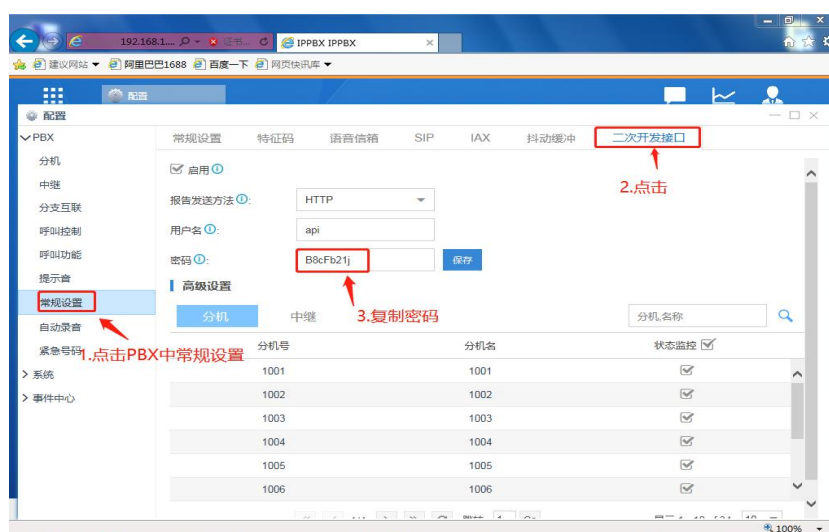 192.168.1....
IPPBX IPPBX
建议网站 阿里巴巴1688 百度一下 网页快讯库
配置
配置
PBX
常规设置 特征码 语音信箱 SIP IAX 抖动缓冲 二次开发接口
分机
启用
2.点击
中继
报告发送方法: HTTP
分支互联
用户名: api
呼叫控制
呼叫功能
密码: B8cFb21j 保存
提示音
高级设置
常规设置
分机 中继 3.复制密码 分机,名称
自动录音
紧急号码
1.点击PBX中常规设置
分机号 分机名 状态监控
系统
1001 1001
事件中心
1002 1002
1003 1003
1004 1004
1005 1005
1006 1006
100%